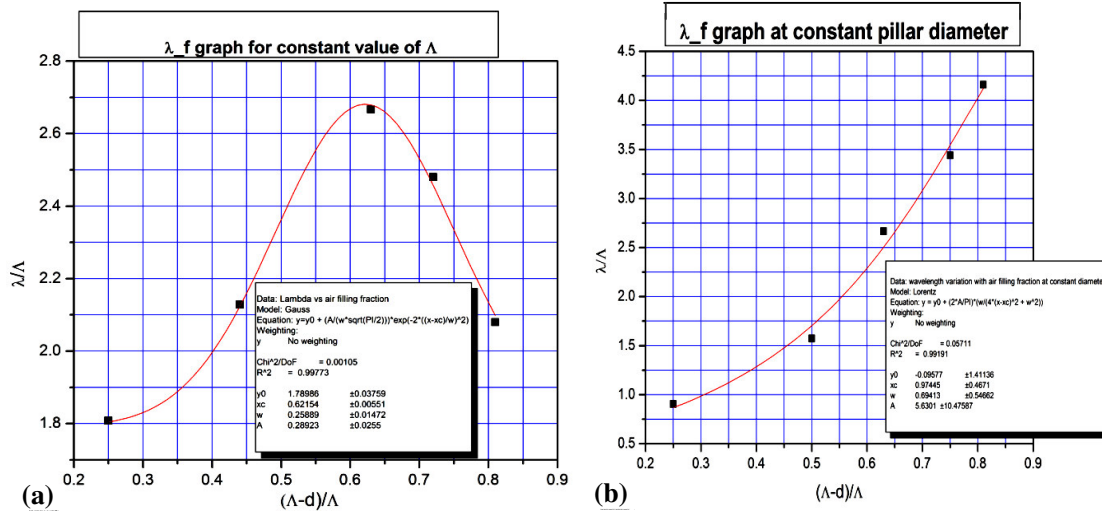 λ_f graph for constant value of Λ
2.8
2.6
2.4
2.2
2.0
1.8
λ/Λ
Data: Lambda vs air filling fraction
Model: Gauss
Equation: y=y0 + (A/(w*sqrt(PI/2)))*exp(-2*((x-xc)/w)^2)
Weighting:
y No weighting
Chi^2/DoF = 0.00105
R^2 = 0.99773
y0 1.78986 ±0.03759
xc 0.62154 ±0.00551
w 0.25889 ±0.01472
A 0.28923 ±0.0255
0.2 0.3 0.4 0.5 0.6 0.7 0.8 0.9
(Λ-d)/Λ
(a)
λ_f graph at constant pillar diameter
4.5
4.0
3.5
3.0
2.5
2.0
1.5
1.0
0.5
λ/Λ
Data: wavelength variation with air filling fraction at constant diamete
Model: Lorentz
Equation: y = y0 + (2*A/PI)*(w/(4*(x-xc)^2 + w^2))
Weighting:
y No weighting
Chi^2/DoF = 0.05711
R^2 = 0.99191
y0 -0.09577 ±1.41136
xc 0.97445 ±0.4671
w 0.69413 ±0.54662
A 5.6301 ±10.47587
0.2 0.3 0.4 0.5 0.6 0.7 0.8 0.9
(Λ-d)/Λ
(b)